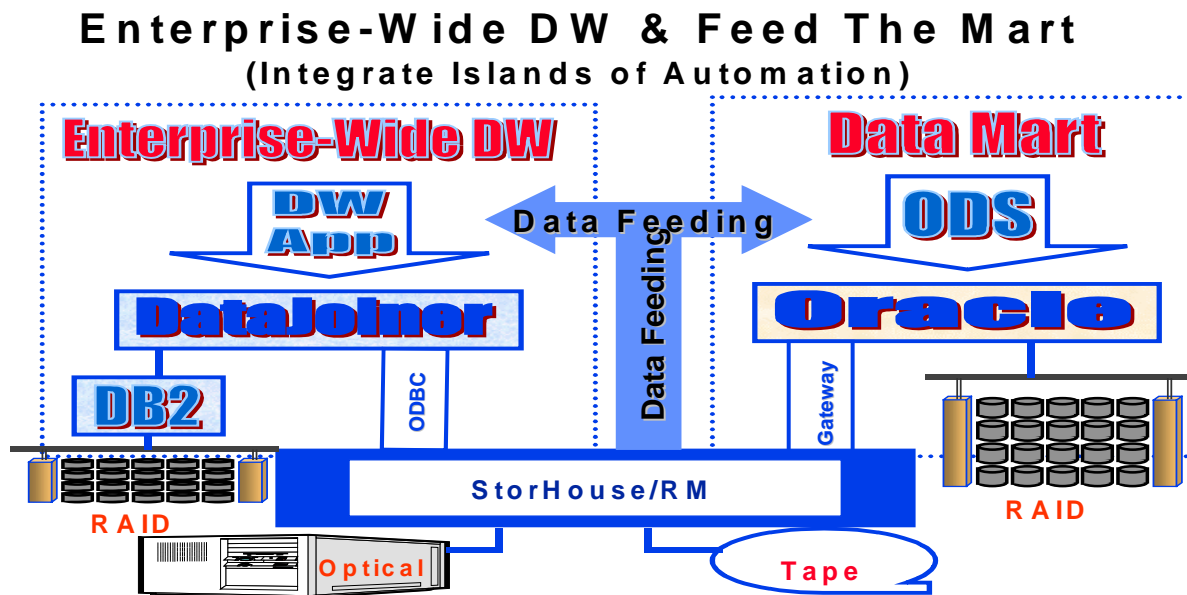 Enterprise-Wide DW & Feed The Mart
(Integrate Islands of Automation)
Enterprise-Wide DW
Data Mart
DW
App
ODS
Data Feeding
Data Feeding
DataJoiner
Oracle
DB2
ODBC
Gateway
StorHouse/RM
RAID
RAID
Optical
Tape